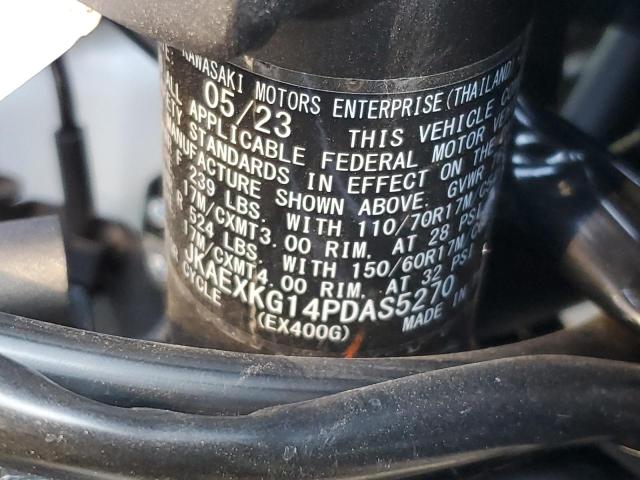 KAWASAKI MOTORS ENTERPRISE(THAILAND)
05/23 THIS VEHICLE
ALL APPLICABLE FEDERAL MOTOR
STANDARDS IN EFFECT ON THE
MANUFACTURE SHOWN ABOVE. GVWR
F 239 LBS. WITH 110/70R17M/C
17M/CXMT3.00 RIM. AT 28 PSI
R 524 LBS. WITH 150/60R17M/C
17M/CXMT4.00 RIM. AT 32 PSI
JKAEXKG14PDAS5270
CYCLE (EX400G) MADE IN